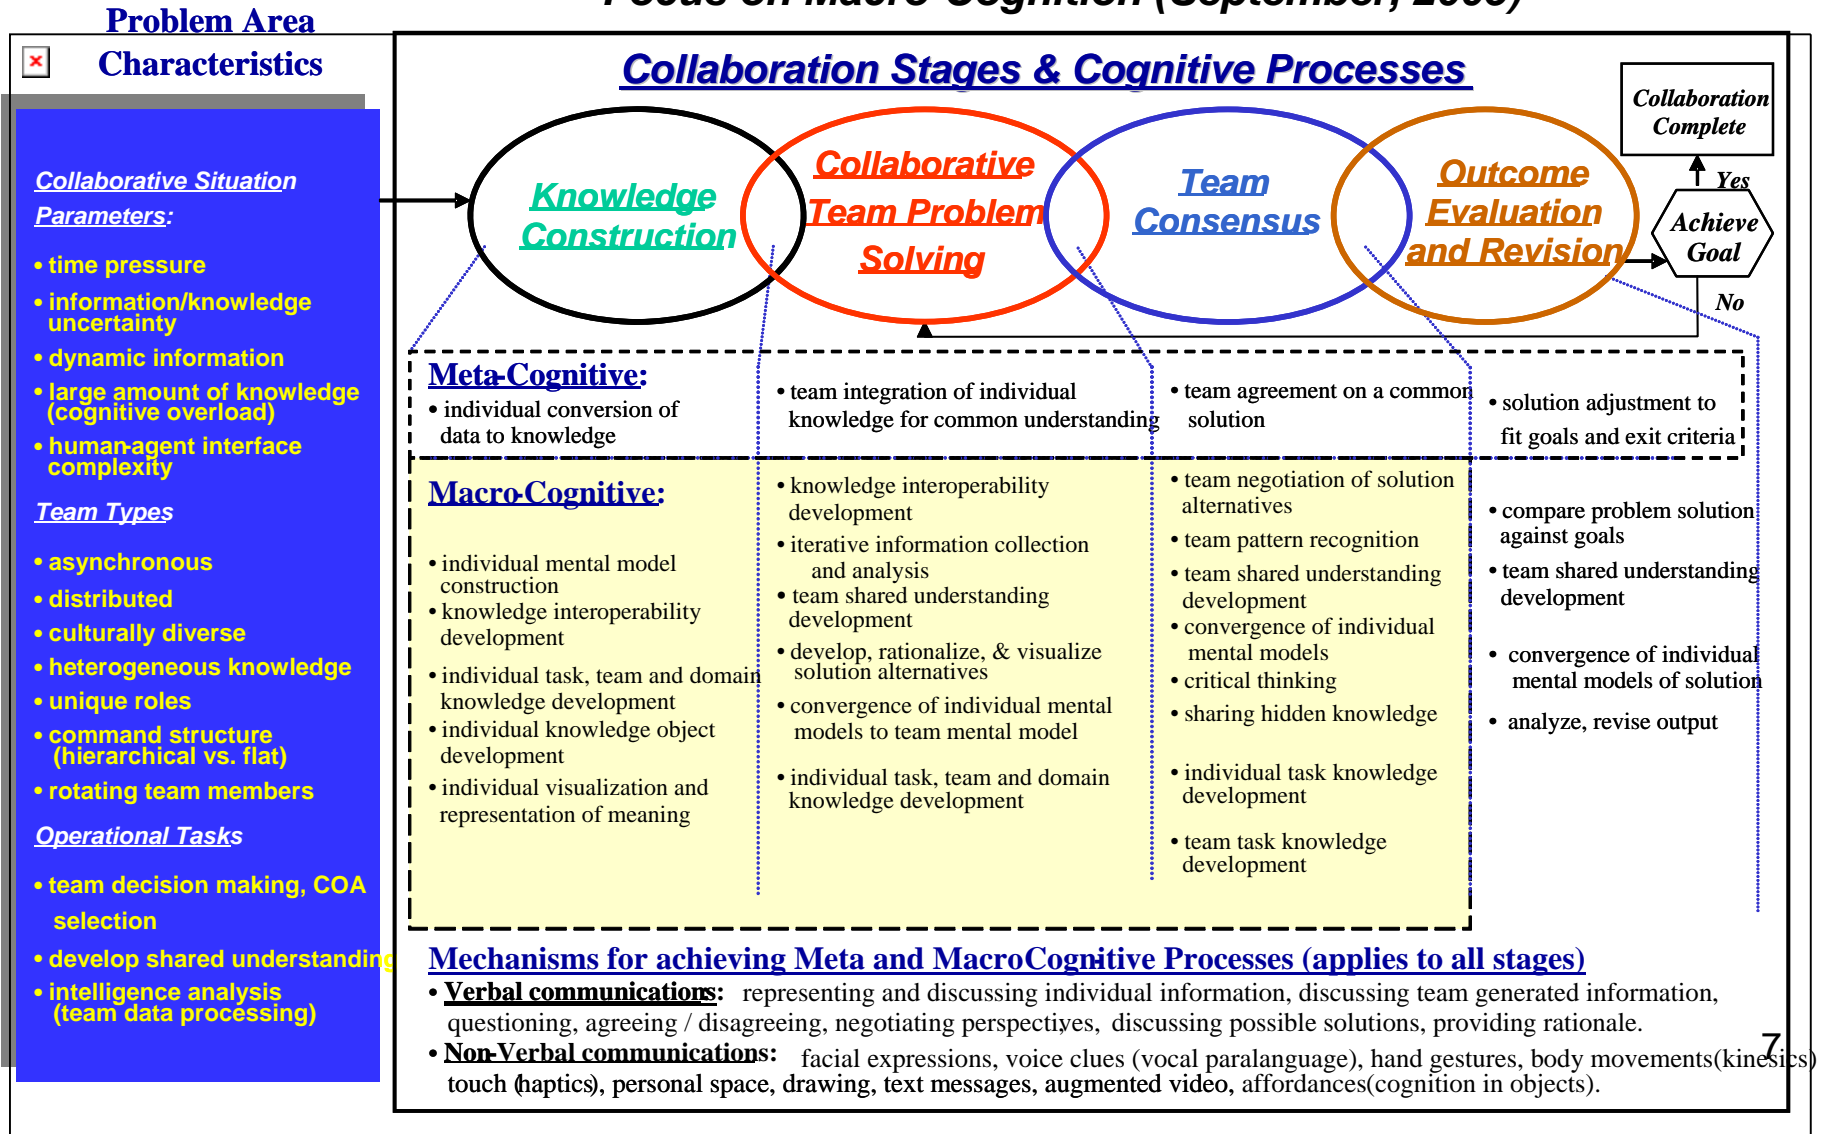 Focus on Macro-Cognition (September, 2005)
Problem Area
Characteristics
Collaborative Situation
Parameters:
• time pressure
• information/knowledge
uncertainty
• dynamic information
• large amount of knowledge
(cognitive overload)
• human-agent interface
complexity
Team Types
• asynchronous
• distributed
• culturally diverse
• heterogeneous knowledge
• unique roles
• command structure
(hierarchical vs. flat)
• rotating team members
Operational Tasks
• team decision making, COA
selection
• develop shared understanding
• intelligence analysis
(team data processing)
Collaboration Stages & Cognitive Processes
Knowledge
Construction
Collaborative
Team Problem
Solving
Team
Consensus
Outcome
Evaluation
and Revision
Collaboration
Complete
Yes
Achieve
Goal
No
Meta-Cognitive:
• individual conversion of
data to knowledge
• team integration of individual
knowledge for common understanding
• team agreement on a common
solution
• solution adjustment to
fit goals and exit criteria
Macro-Cognitive:
• individual mental model
construction
• knowledge interoperability
development
• individual task, team and domain
knowledge development
• individual knowledge object
development
• individual visualization and
representation of meaning
• knowledge interoperability
development
• iterative information collection
and analysis
• team shared understanding
development
• develop, rationalize, & visualize
solution alternatives
• convergence of individual mental
models to team mental model
• individual task, team and domain
knowledge development
• team negotiation of solution
alternatives
• team pattern recognition
• team shared understanding
development
• convergence of individual
mental models
• critical thinking
• sharing hidden knowledge
• individual task knowledge
development
• team task knowledge
development
• compare problem solution
against goals
• team shared understanding
development
• convergence of individual
mental models of solution
• analyze, revise output
Mechanisms for achieving Meta and MacroCognitive Processes (applies to all stages)
• Verbal communications: representing and discussing individual information, discussing team generated information,
questioning, agreeing / disagreeing, negotiating perspectives, discussing possible solutions, providing rationale.
• Non-Verbal communications: facial expressions, voice clues (vocal paralanguage), hand gestures, body movements(kinesics)
touch (haptics), personal space, drawing, text messages, augmented video, affordances(cognition in objects).
7